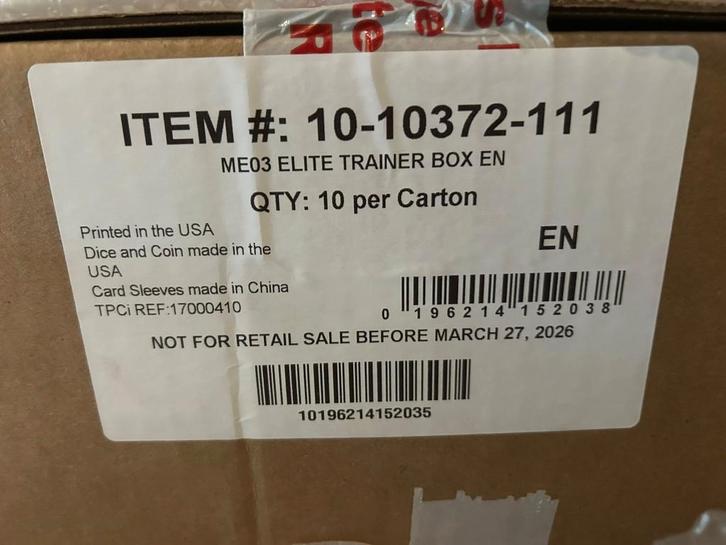 S
ve
e
te
R
ITEM #: 10-10372-111
ME03 ELITE TRAINER BOX EN
QTY: 10 per Carton
Printed in the USA
Dice and Coin made in the
USA
Card Sleeves made in China
TPCi REF:17000410
EN
0 196214 152038
NOT FOR RETAIL SALE BEFORE MARCH 27, 2026
10196214152035